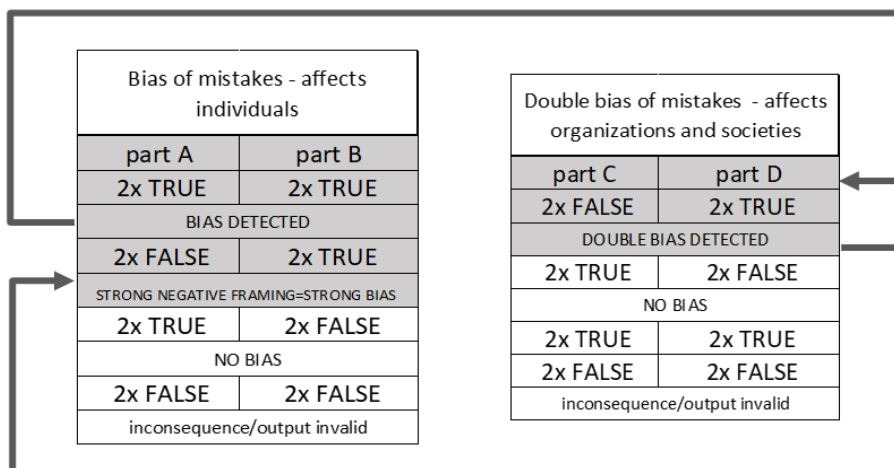 Bias of mistakes - affects
individuals
part A part B
2x TRUE 2x TRUE
BIAS DETECTED
2x FALSE 2x TRUE
STRONG NEGATIVE FRAMING=STRONG BIAS
2x TRUE 2x FALSE
NO BIAS
2x FALSE 2x FALSE
inconsequence/output invalid
Double bias of mistakes - affects
organizations and societies
part C part D
2x FALSE 2x TRUE
DOUBLE BIAS DETECTED
2x TRUE 2x FALSE
NO BIAS
2x TRUE 2x TRUE
2x FALSE 2x FALSE
inconsequence/output invalid